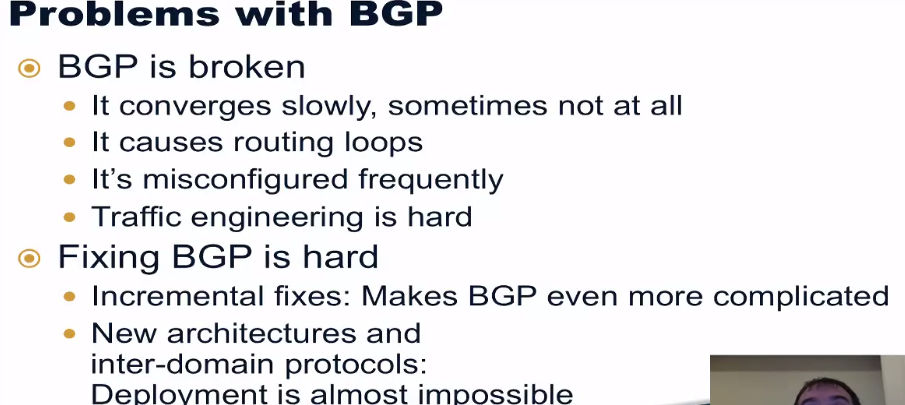 Problems with BGP
BGP is broken
It converges slowly, sometimes not at all
It causes routing loops
It's misconfigured frequently
Traffic engineering is hard
Fixing BGP is hard
Incremental fixes: Makes BGP even more complicated
New architectures and
inter-domain protocols:
Deployment is almost impossible